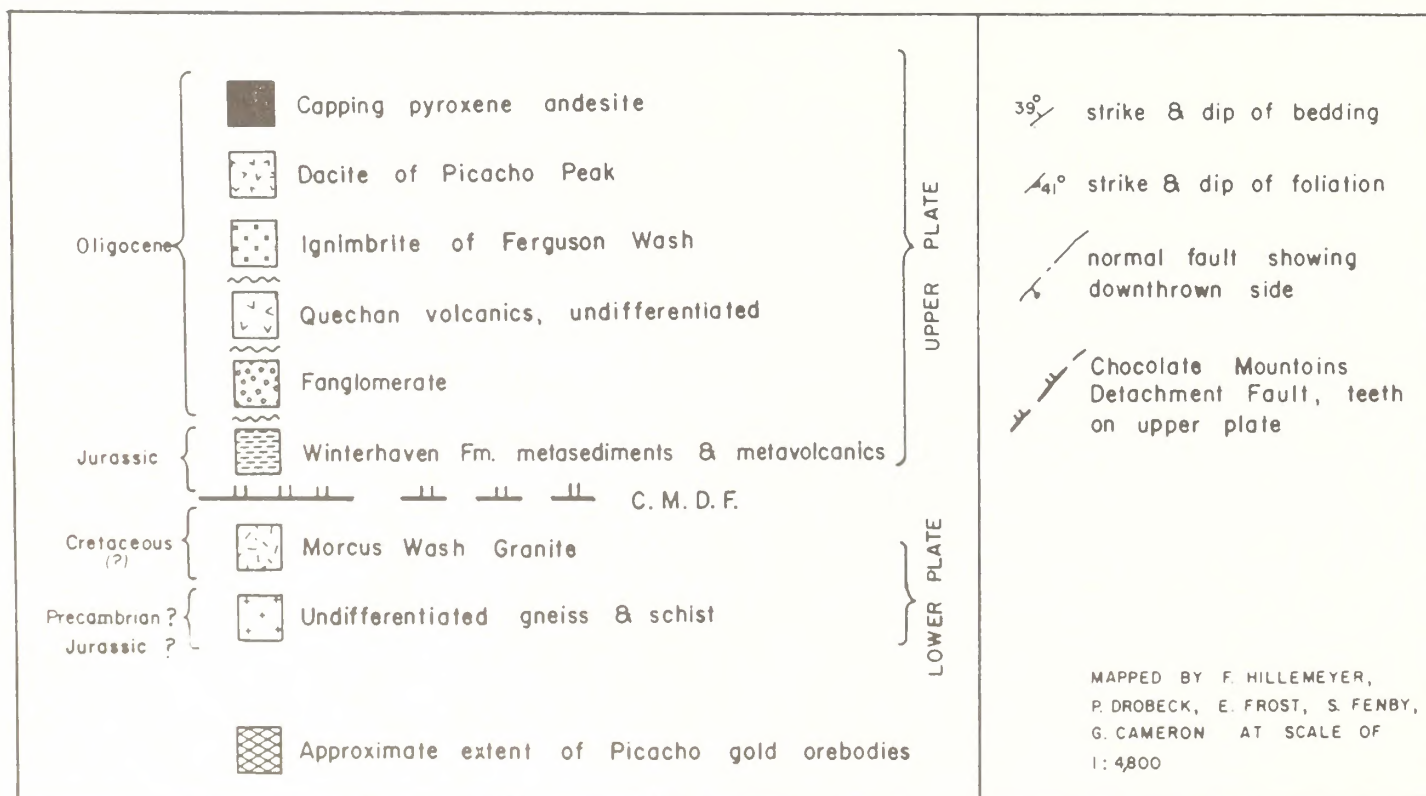 Capping pyroxene andesite
Dacite of Picacho Peak
Oligocene
Ignimbrite of Ferguson Wash
Quechan volcanics, undifferentiated
Fanglomerate
Jurassic
Winterhaven Fm. metasediments & metavolcanics
UPPER PLATE
C. M. D. F.
Cretaceous
(?)
Morcus Wash Granite
Precambrian ?
Jurassic ?
Undifferentiated gneiss & schist
LOWER PLATE
Approximate extent of Picacho gold orebodies
39° strike & dip of bedding
41° strike & dip of foliation
normal fault showing
downthrown side
Chocolate Mountoins
Detachment Fault, teeth
on upper plate
MAPPED BY F. HILLEMEYER,
P. DROBECK, E. FROST, S. FENBY,
G. CAMERON AT SCALE OF
1: 4,800